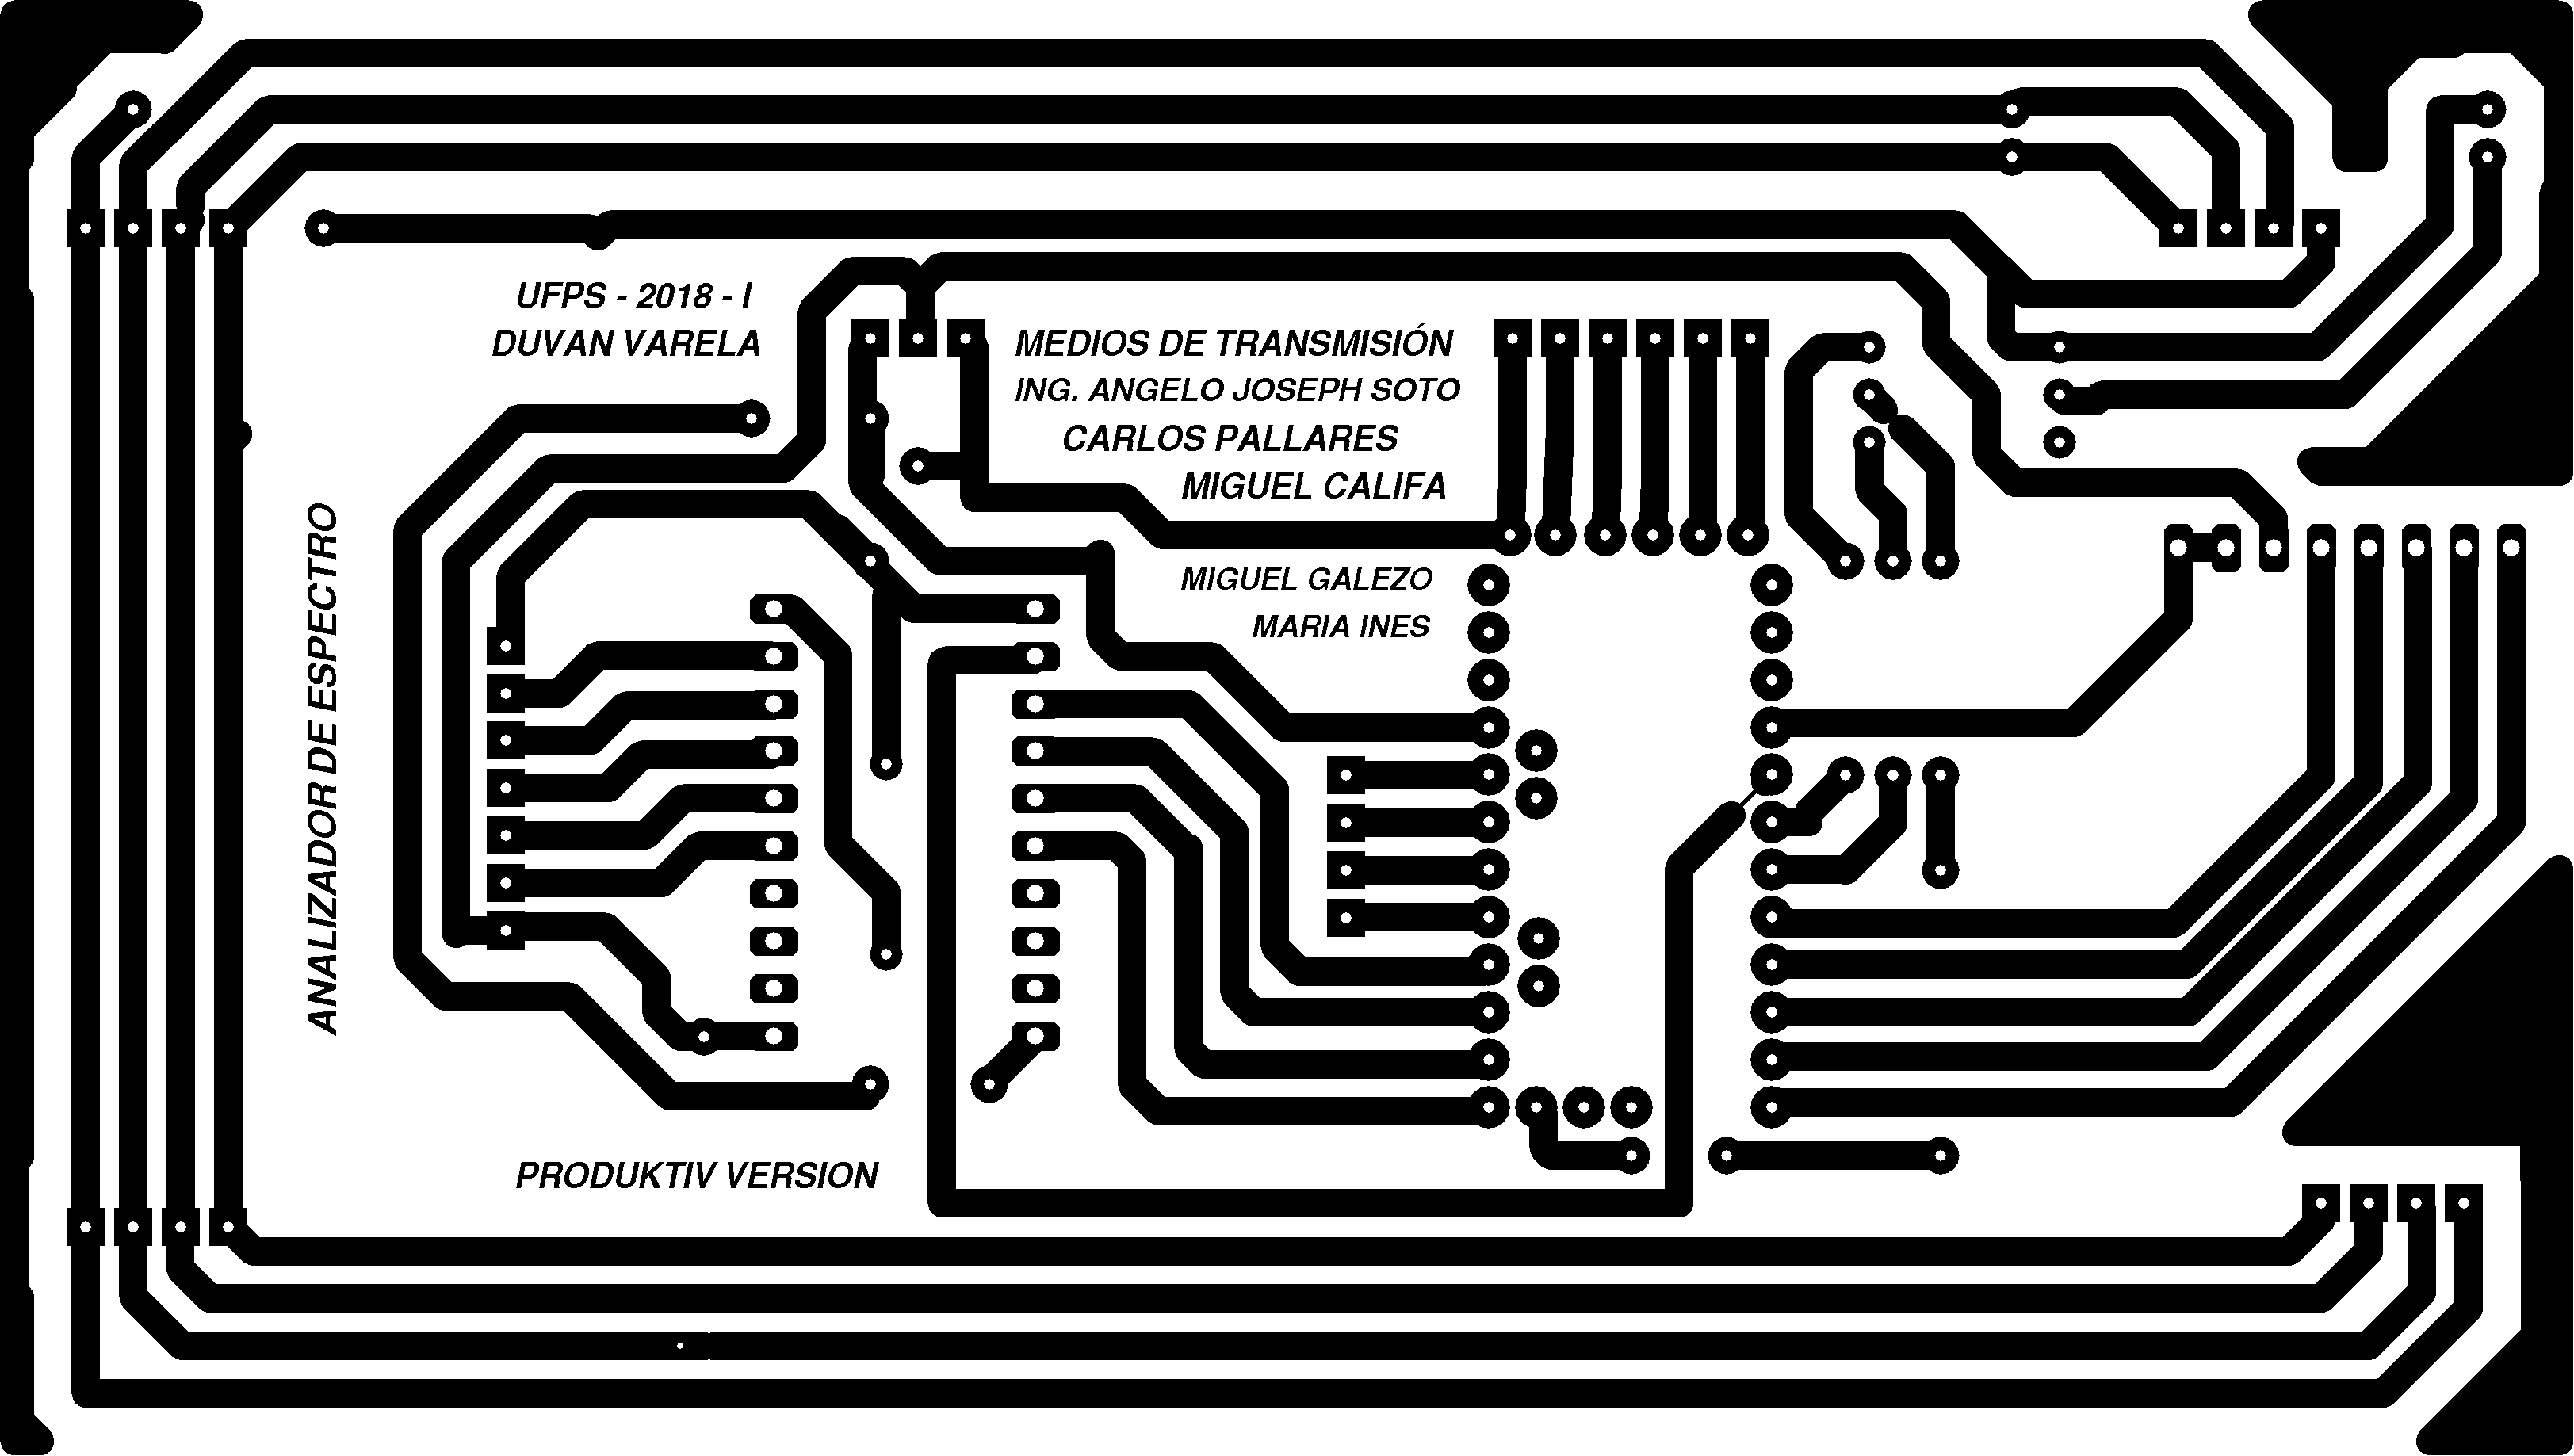 UFPS - 2018 - I
DUVAN VARELA
MEDIOS DE TRANSMISIÓN
ING. ANGELO JOSEPH SOTO
CARLOS PALLARES
MIGUEL CALIFA
MIGUEL GALEZO
MARIA INES
ANALIZADOR DE ESPECTRO
PRODUKTIV VERSION